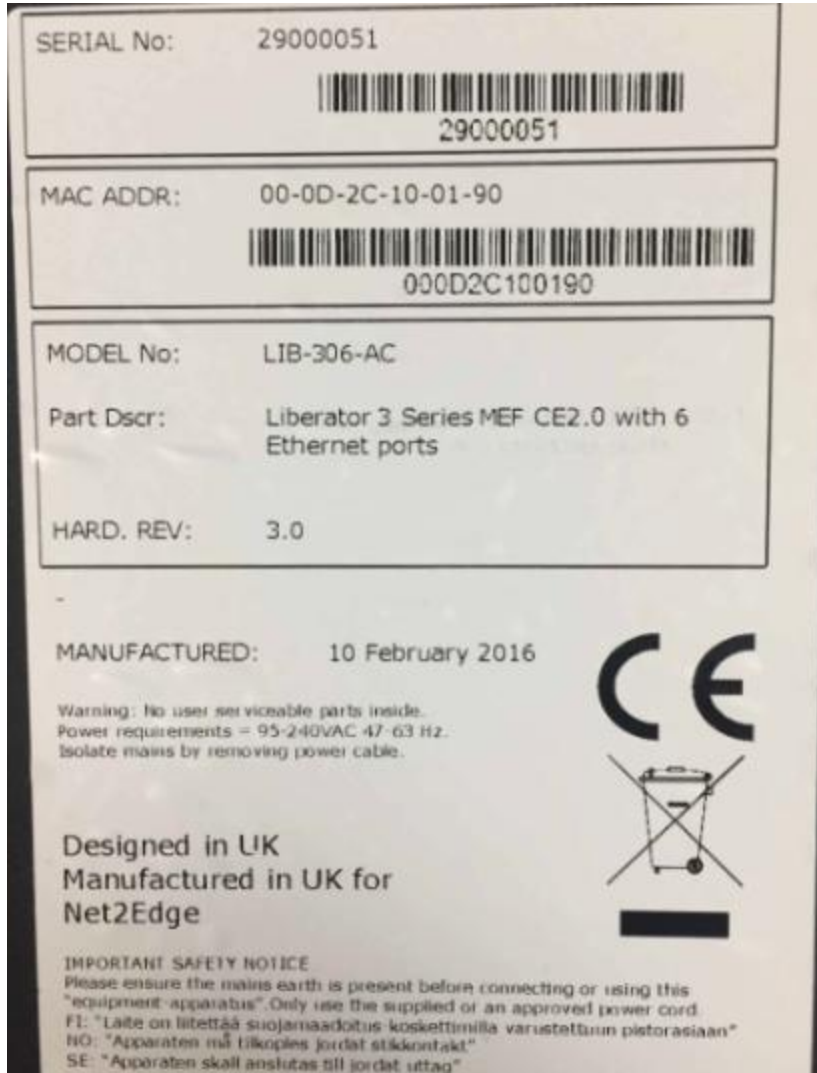 SERIAL No: 29000051
29000051
MAC ADDR: 00-0D-2C-10-01-90
000D2C100190
MODEL No: LIB-306-AC
Part Dscr: Liberator 3 Series MEF CE2.0 with 6
Ethernet ports
HARD. REV: 3.0
-
MANUFACTURED: 10 February 2016
CE
Warning: No user serviceable parts inside.
Power requirements = 95-240VAC 47-63 Hz.
Isolate mains by removing power cable.
Designed in UK
Manufactured in UK for
Net2Edge
IMPORTANT SAFETY NOTICE
Please ensure the mains earth is present before connecting or using this
"equipment-apparatus".Only use the supplied or an approved power cord.
FI: "Laite on liitettää suojamaadoitus koskettimilla varustettuun pistorasiaan"
NO: "Apparaten må tilkoples jordat stikkontakt"
SE: "Apparaten skall anslutas till jordat uttag"